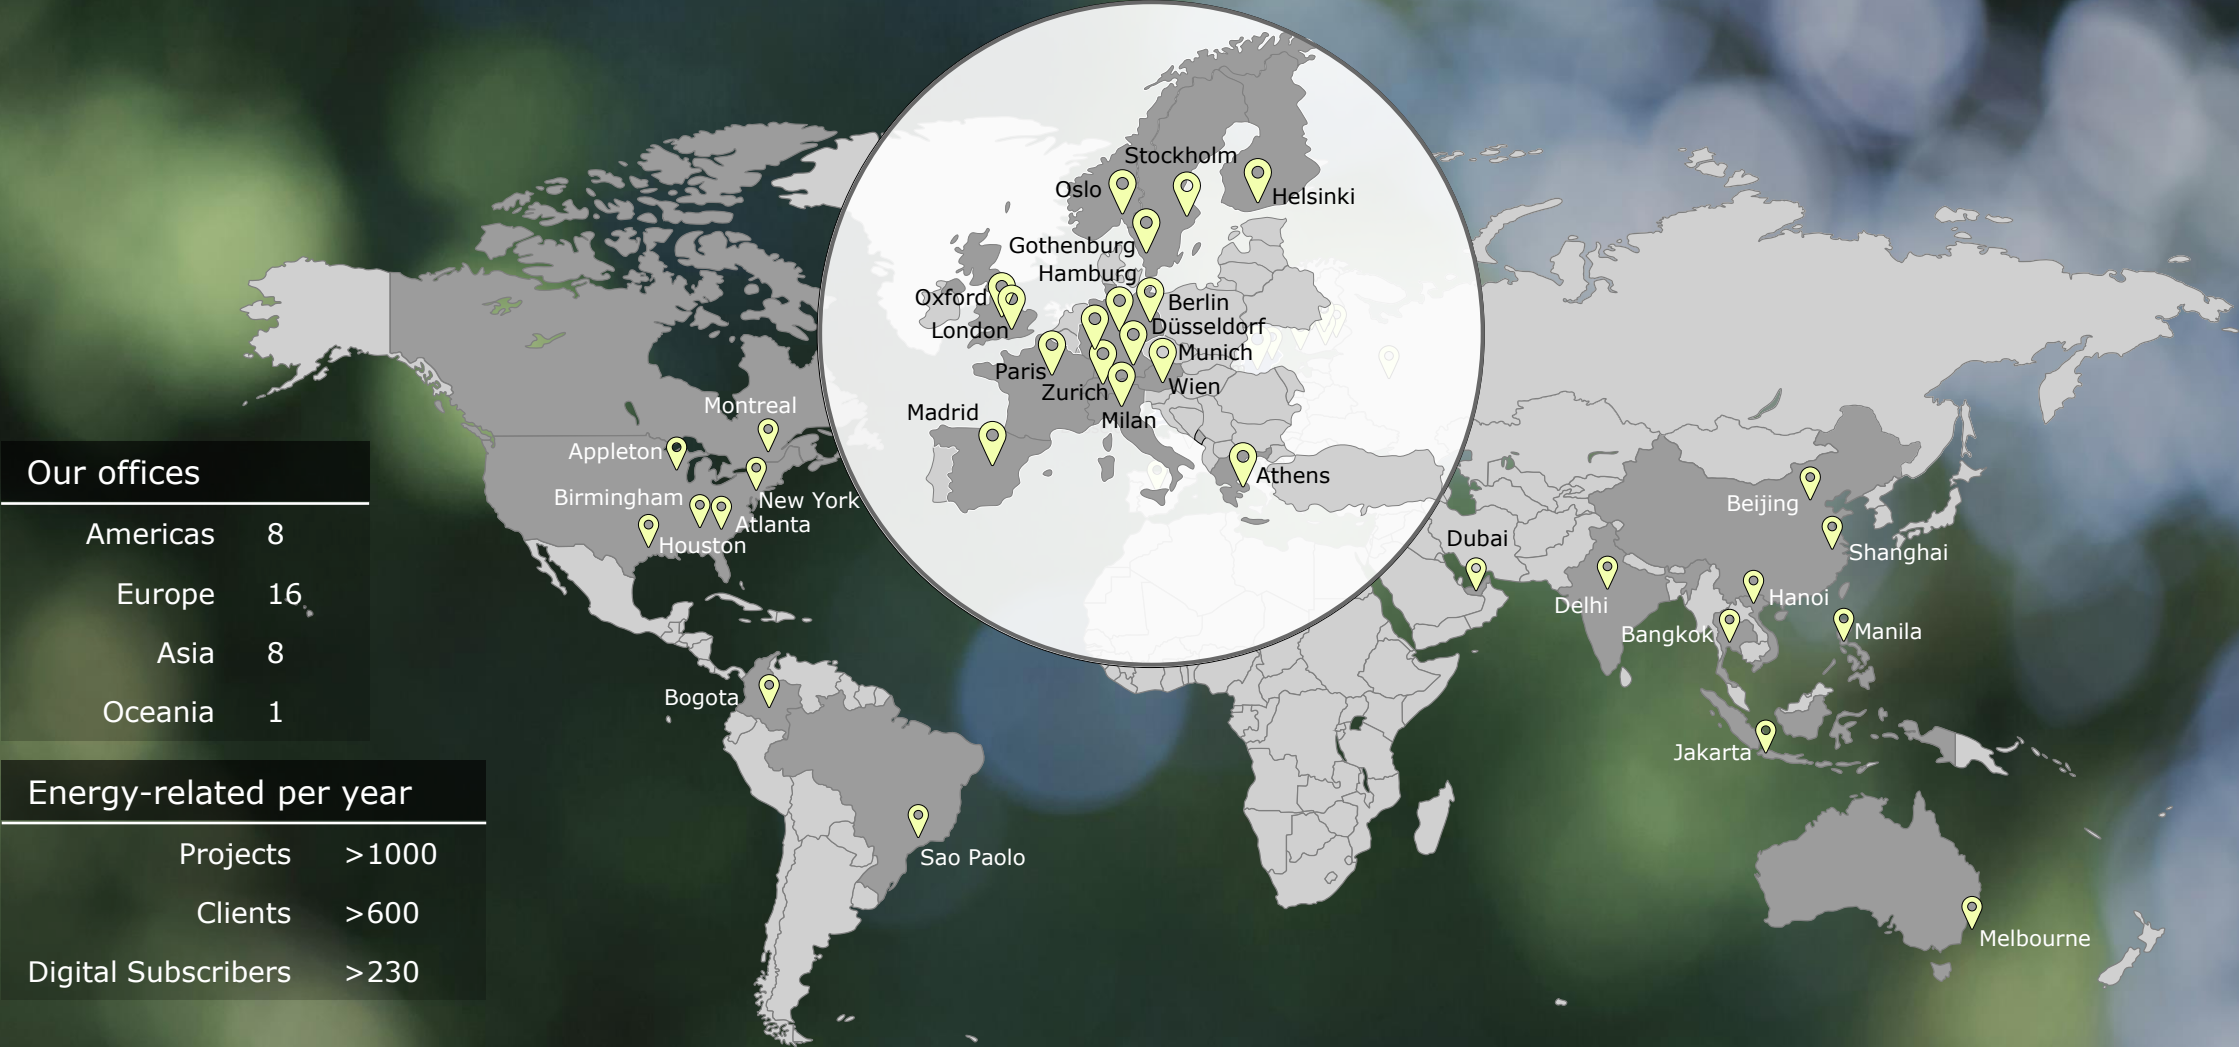 Our offices
Americas 8
Europe 16
Asia 8
Oceania 1
Energy-related per year
Projects >1000
Clients >600
Digital Subscribers >230
Montreal
Appleton
Birmingham
New York
Atlanta
Houston
Bogota
Sao Paolo
Stockholm
Oslo
Helsinki
Gothenburg
Hamburg
Oxford
Berlin
London
Düsseldorf
Munich
Paris
Zurich
Wien
Madrid
Milan
Athens
Dubai
Beijing
Shanghai
Delhi
Hanoi
Bangkok
Manila
Jakarta
Melbourne